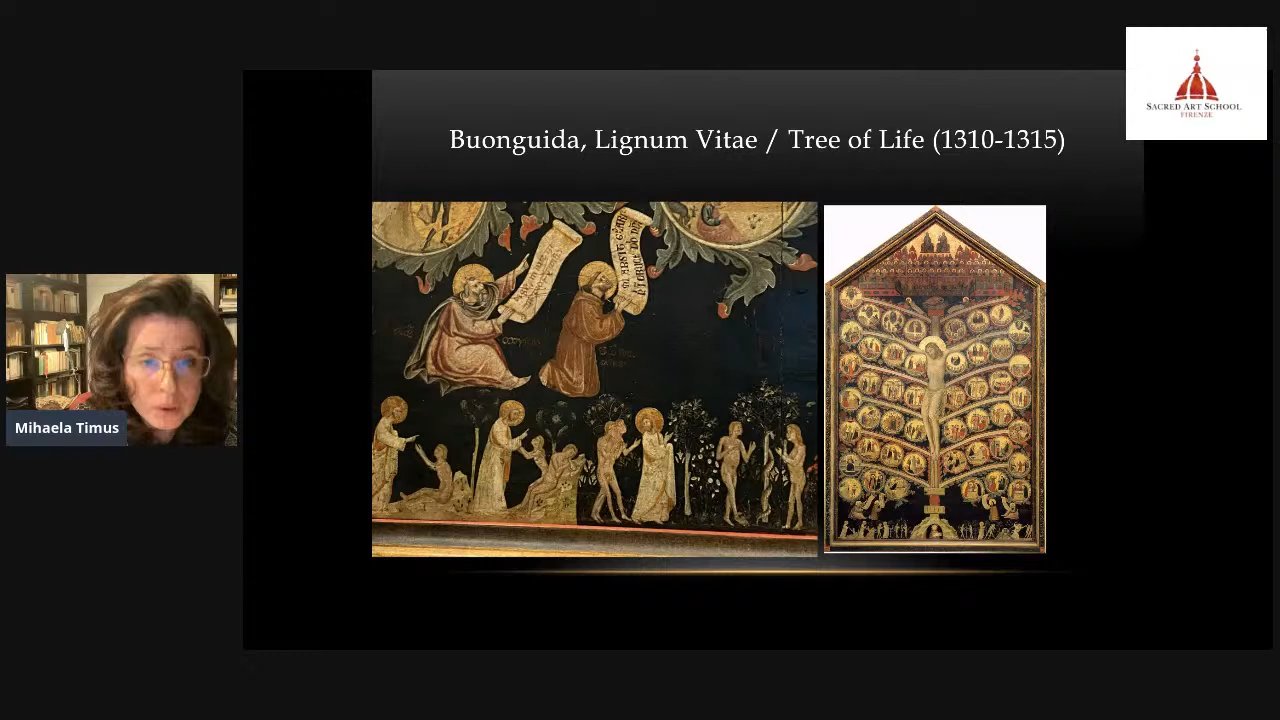 SACRED ART SCHOOL
FIRENZE
Buonguida, Lignum Vitae / Tree of Life (1310-1315)
Mihaela Timus